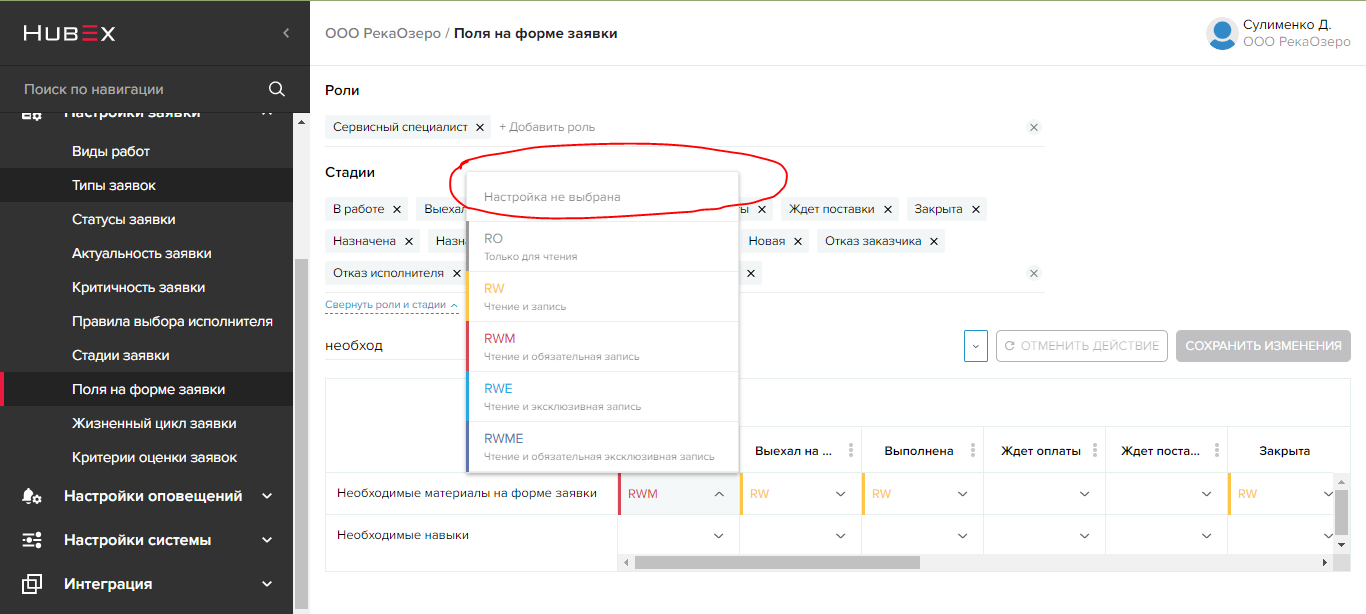 HUBEX
ООО РекаОзеро / Поля на форме заявки
Сулименко Д.
ООО РекаОзеро
Поиск по навигации
Настройки заявки
Виды работ
Типы заявок
Статусы заявки
Актуальность заявки
Критичность заявки
Правила выбора исполнителя
Стадии заявки
Поля на форме заявки
Жизненный цикл заявки
Критерии оценки заявок
Настройки оповещений
Настройки системы
Интеграция
Роли
Сервисный специалист × + Добавить роль ×
Стадии
В работе × × Ждет поставки × Закрыта ×
Назначена × Новая × Отказ заказчика ×
Отказ исполнителя × × ×
Свернуть роли и стадии
Настройка не выбрана
RO
Только для чтения
RW
Чтение и запись
RWM
Чтение и обязательная запись
RWE
Чтение и эксклюзивная запись
RWME
Чтение и обязательная эксклюзивная запись
необход
ОТМЕНИТЬ ДЕЙСТВИЕ
СОХРАНИТЬ ИЗМЕНЕНИЯ
Выехал на ... Выполнена Ждет оплаты Ждет поста... Закрыта
Необходимые материалы на форме заявки RWM RW RW RW
Необходимые навыки